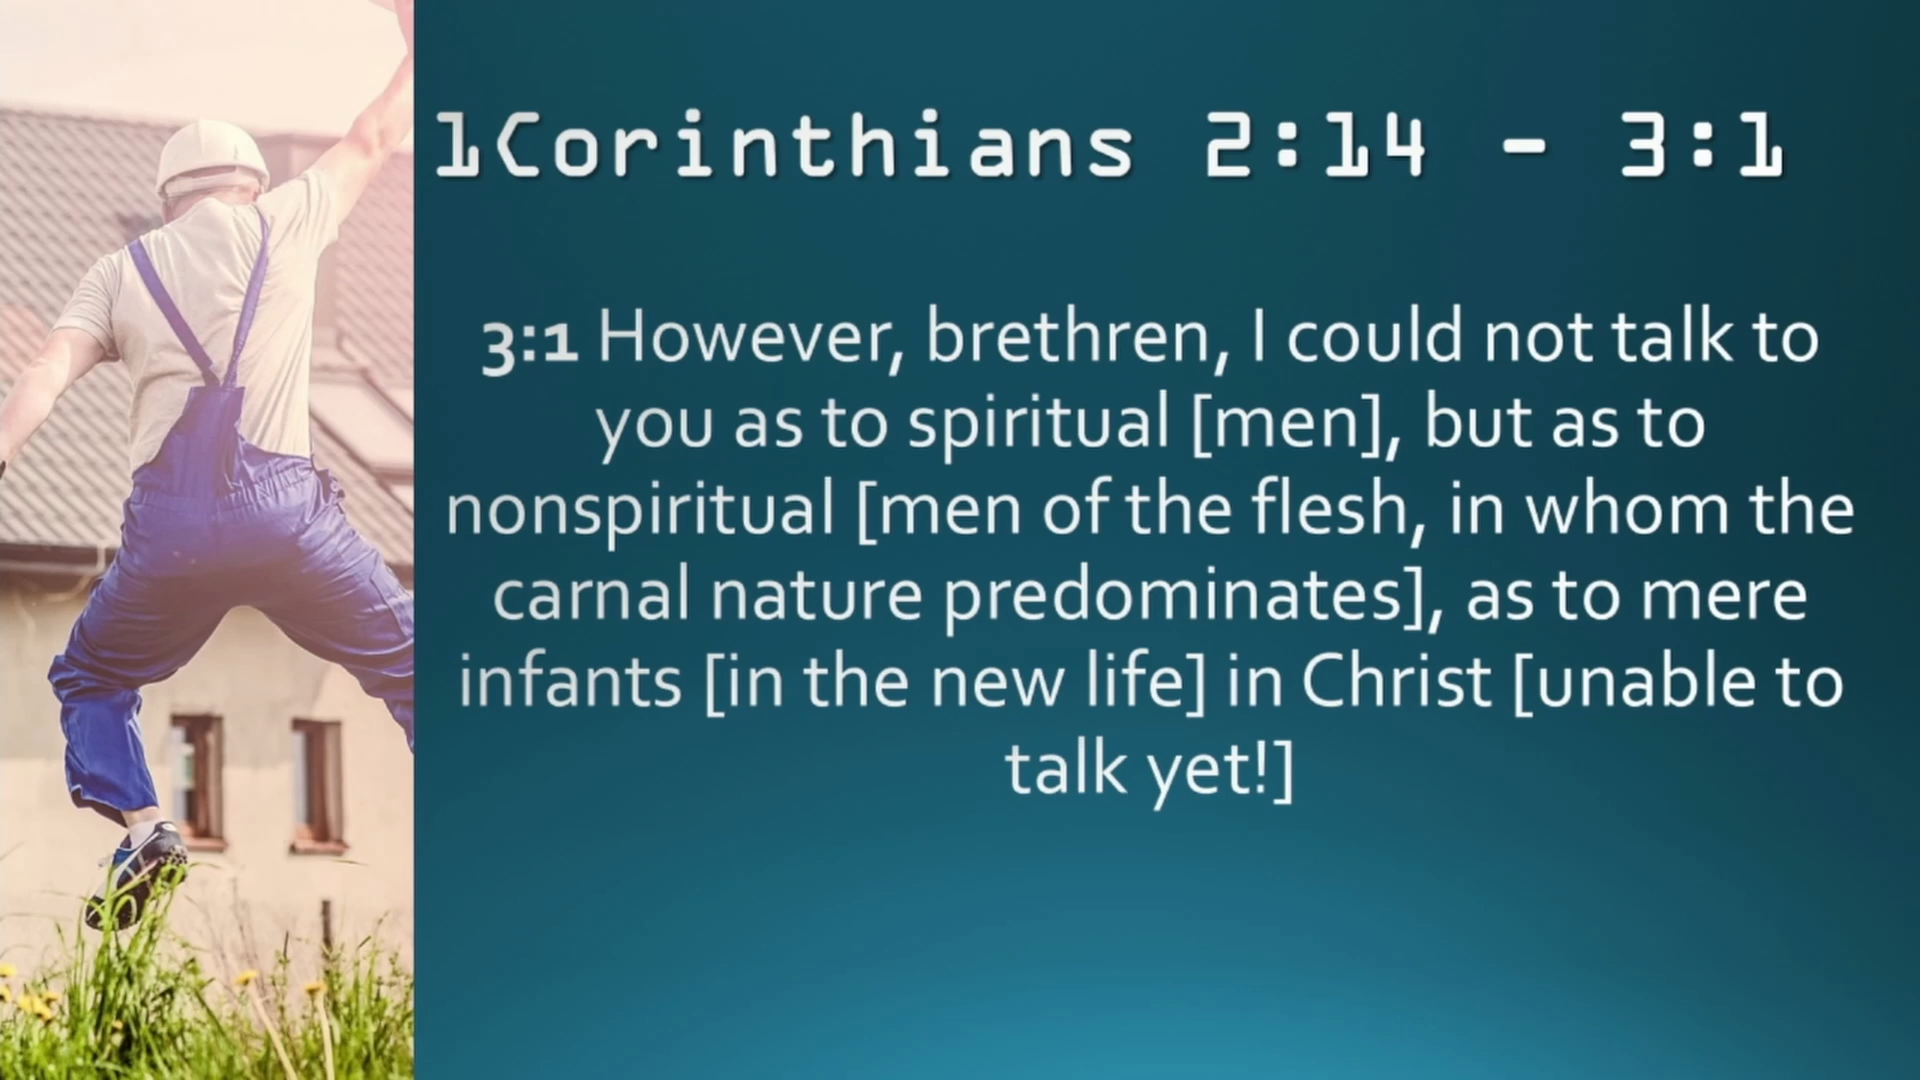 1Corinthians 2:14 - 3:1
3:1 However, brethren, I could not talk to
you as to spiritual [men], but as to
nonspiritual [men of the flesh, in whom the
carnal nature predominates], as to mere
infants [in the new life] in Christ [unable to
talk yet!]